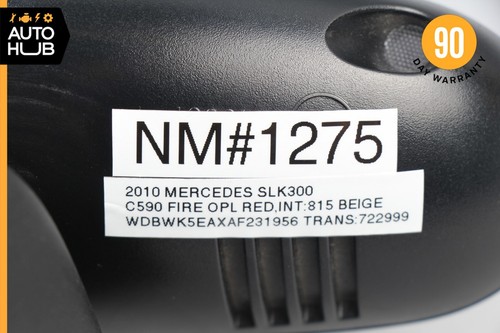 AUTO
HUB
90
DAY WARRANTY
NM#1275
2010 MERCEDES SLK300
C590 FIRE OPL RED,INT:815 BEIGE
WDBWK5EAXAF231956 TRANS:722999